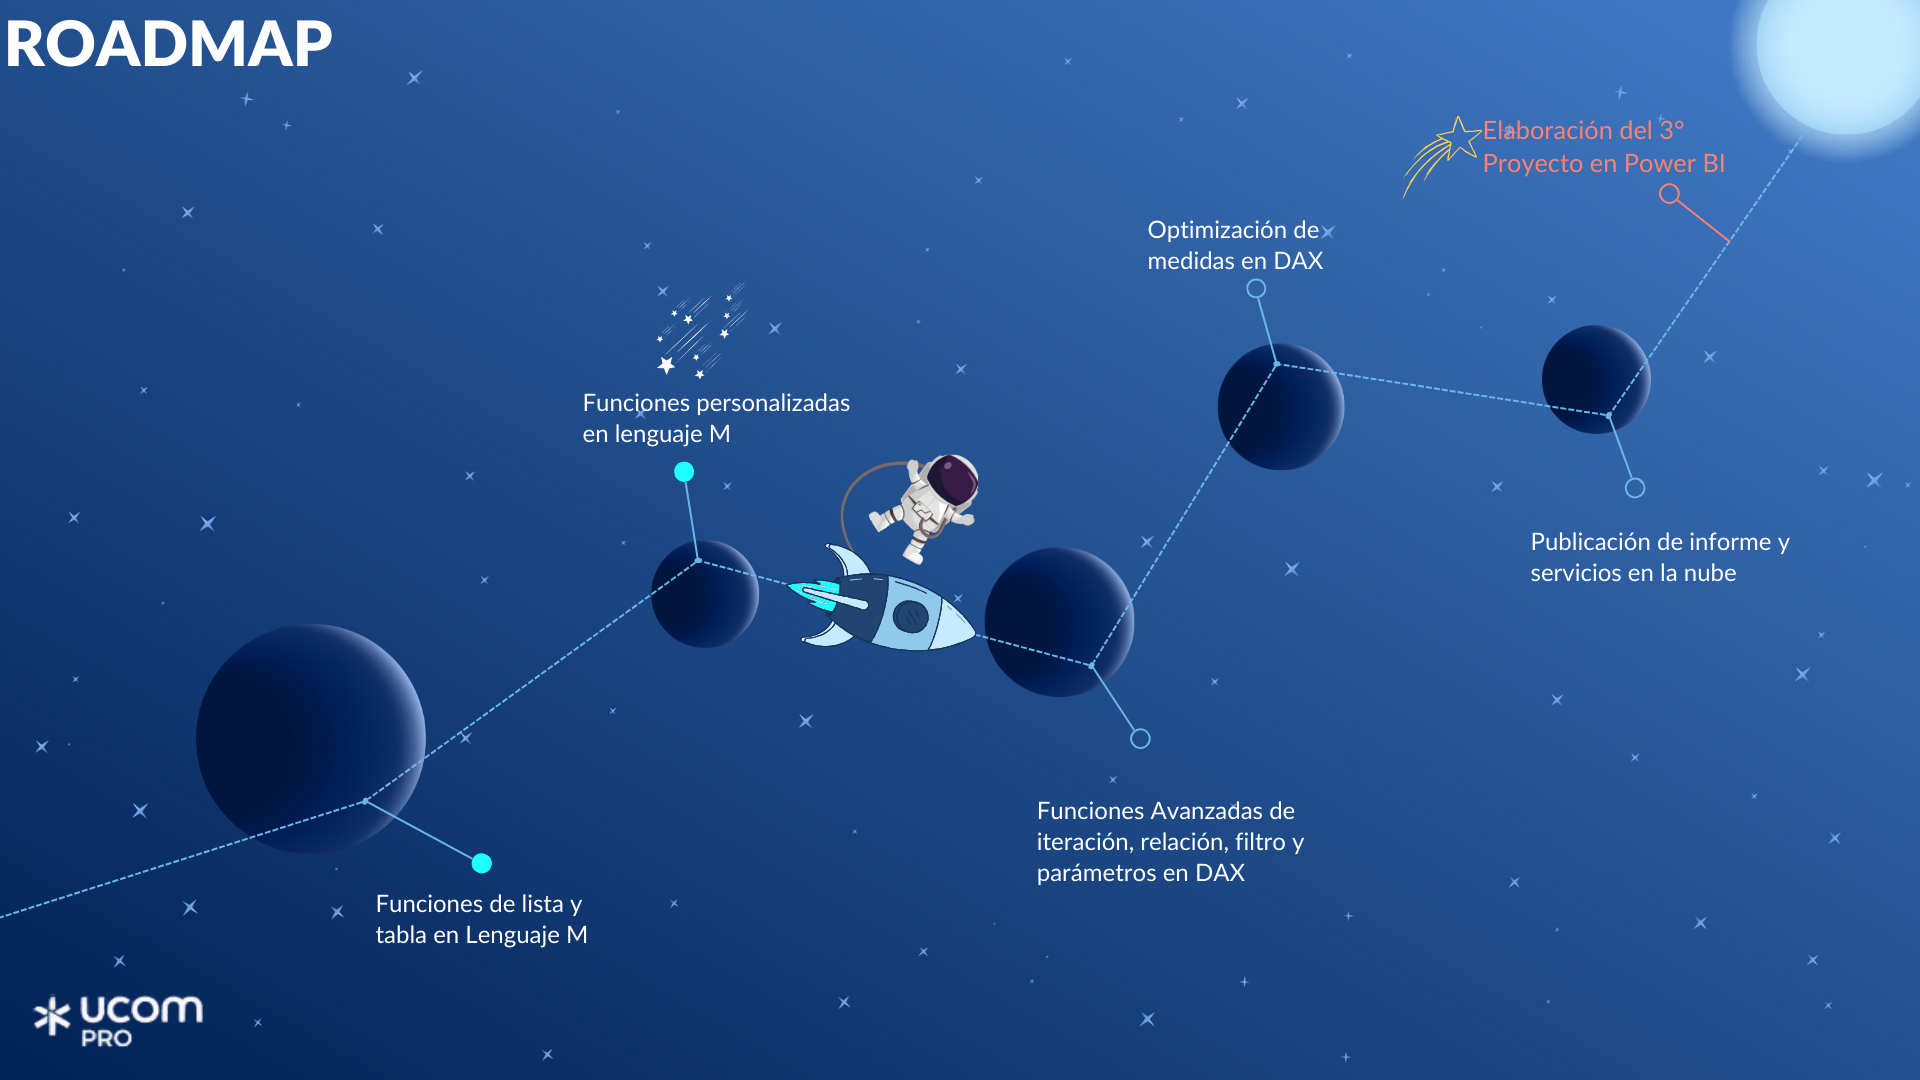 ROADMAP
Elaboración del 3°
Proyecto en Power BI
Optimización de
medidas en DAX
Funciones personalizadas
en lenguaje M
Publicación de informe y
servicios en la nube
Funciones Avanzadas de
iteración, relación, filtro y
parámetros en DAX
Funciones de lista y
tabla en Lenguaje M
ucom
PRO